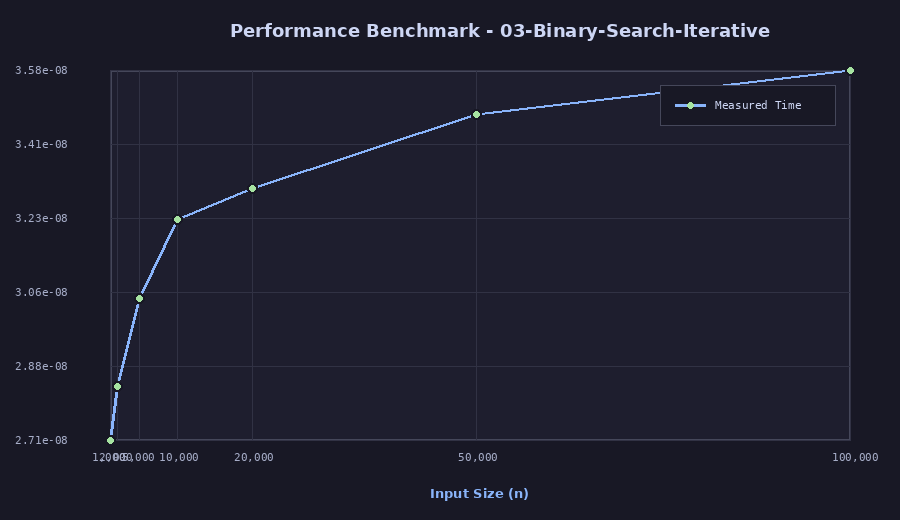 Performance Benchmark - 03-Binary-Search-Iterative
3.58e-08
Measured Time
3.41e-08
3.23e-08
3.06e-08
2.88e-08
2.71e-08
10,000 20,000 50,000 100,000
Input Size (n)